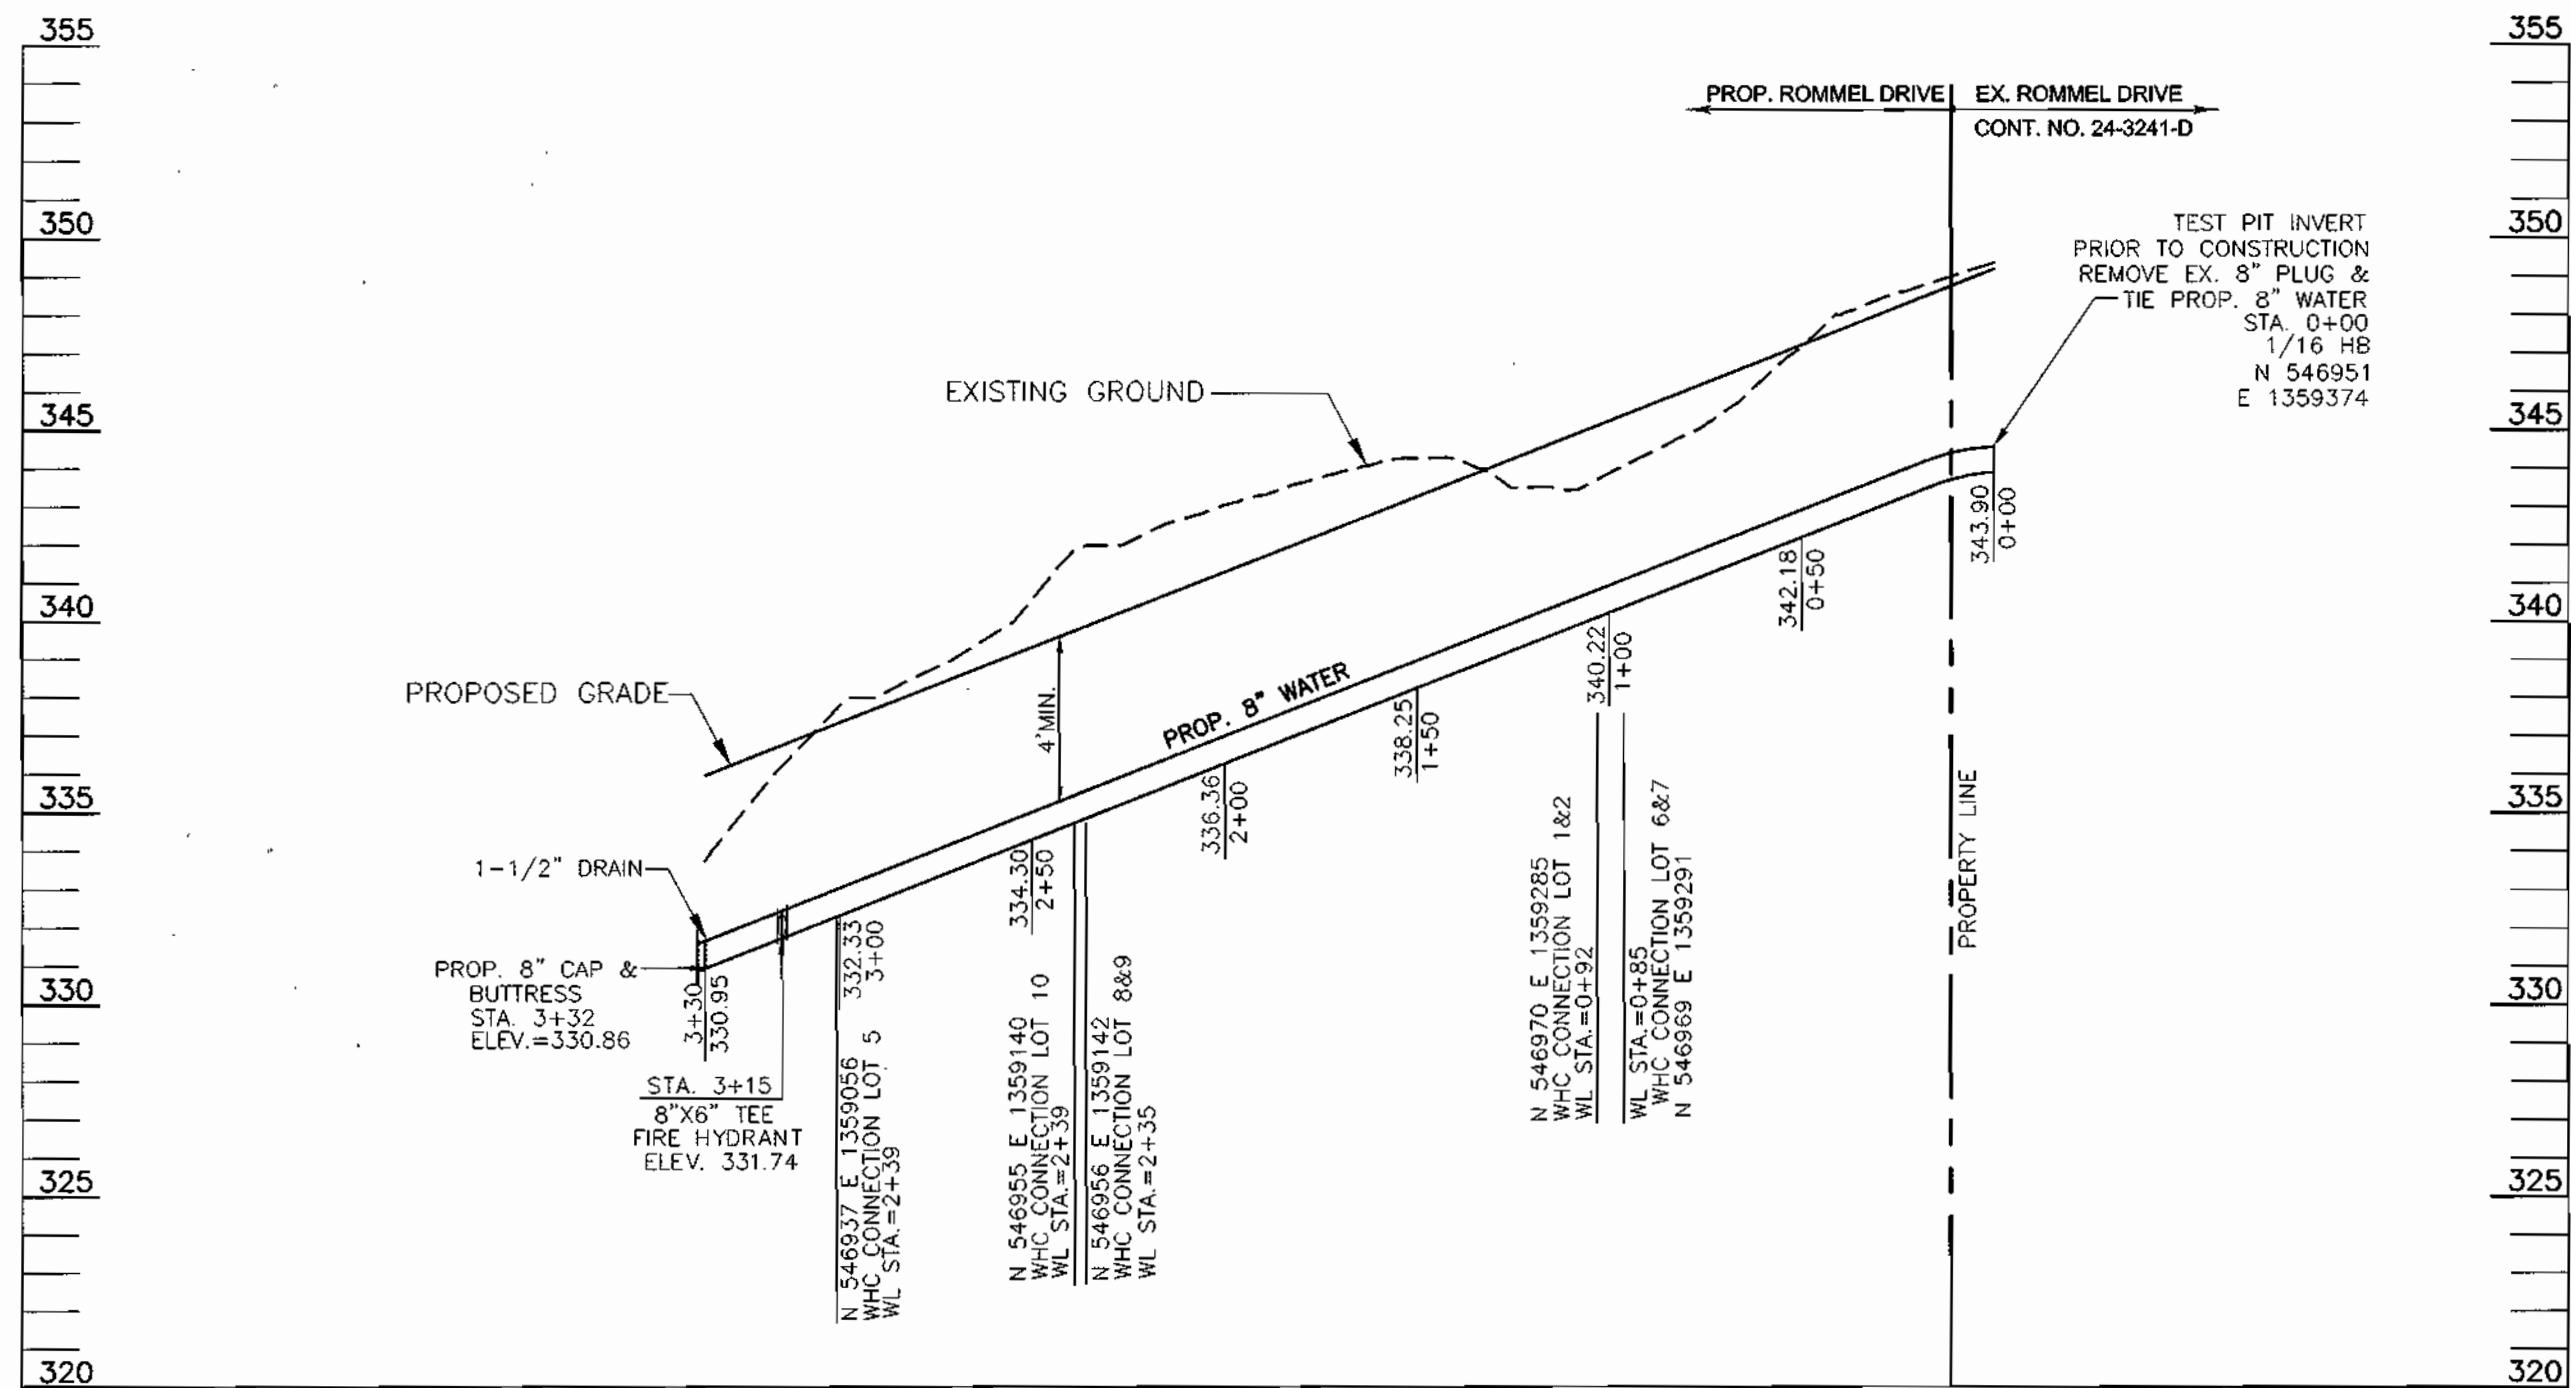 355
350
345
340
335
330
325
320
PROP. ROMMEL DRIVE
EX. ROMMEL DRIVE
CONT. NO. 24-3241-D
TEST PIT INVERT
PRIOR TO CONSTRUCTION
REMOVE EX. 8" PLUG &
TIE PROP. 8" WATER
STA. 0+00
1/16 HB
N 546951
E 1359374
EXISTING GROUND
PROPOSED GRADE
4'MIN.
PROP. 8" WATER
1-1/2" DRAIN
PROP. 8" CAP &
BUTTRESS
STA. 3+32
ELEV.=330.86
3+30
330.95
STA. 3+15
8"X6" TEE
FIRE HYDRANT
ELEV. 331.74
332.33
3+00
N 546937 E 1359056
WHC CONNECTION LOT 5
WL STA.=2+39
334.30
2+50
N 546955 E 1359140
WHC CONNECTION LOT 10
WL STA.=2+39
N 546956 E 1359142
WHC CONNECTION LOT 8&9
WL STA.=2+35
336.36
2+00
338.25
1+50
340.22
1+00
N 546970 E 1359285
WHC CONNECTION LOT 1&2
WL STA.=0+92
WL STA.=0+85
WHC CONNECTION LOT 6&7
N 546969 E 1359291
342.18
0+50
343.90
0+00
PROPERTY LINE
355
350
345
340
335
330
325
320